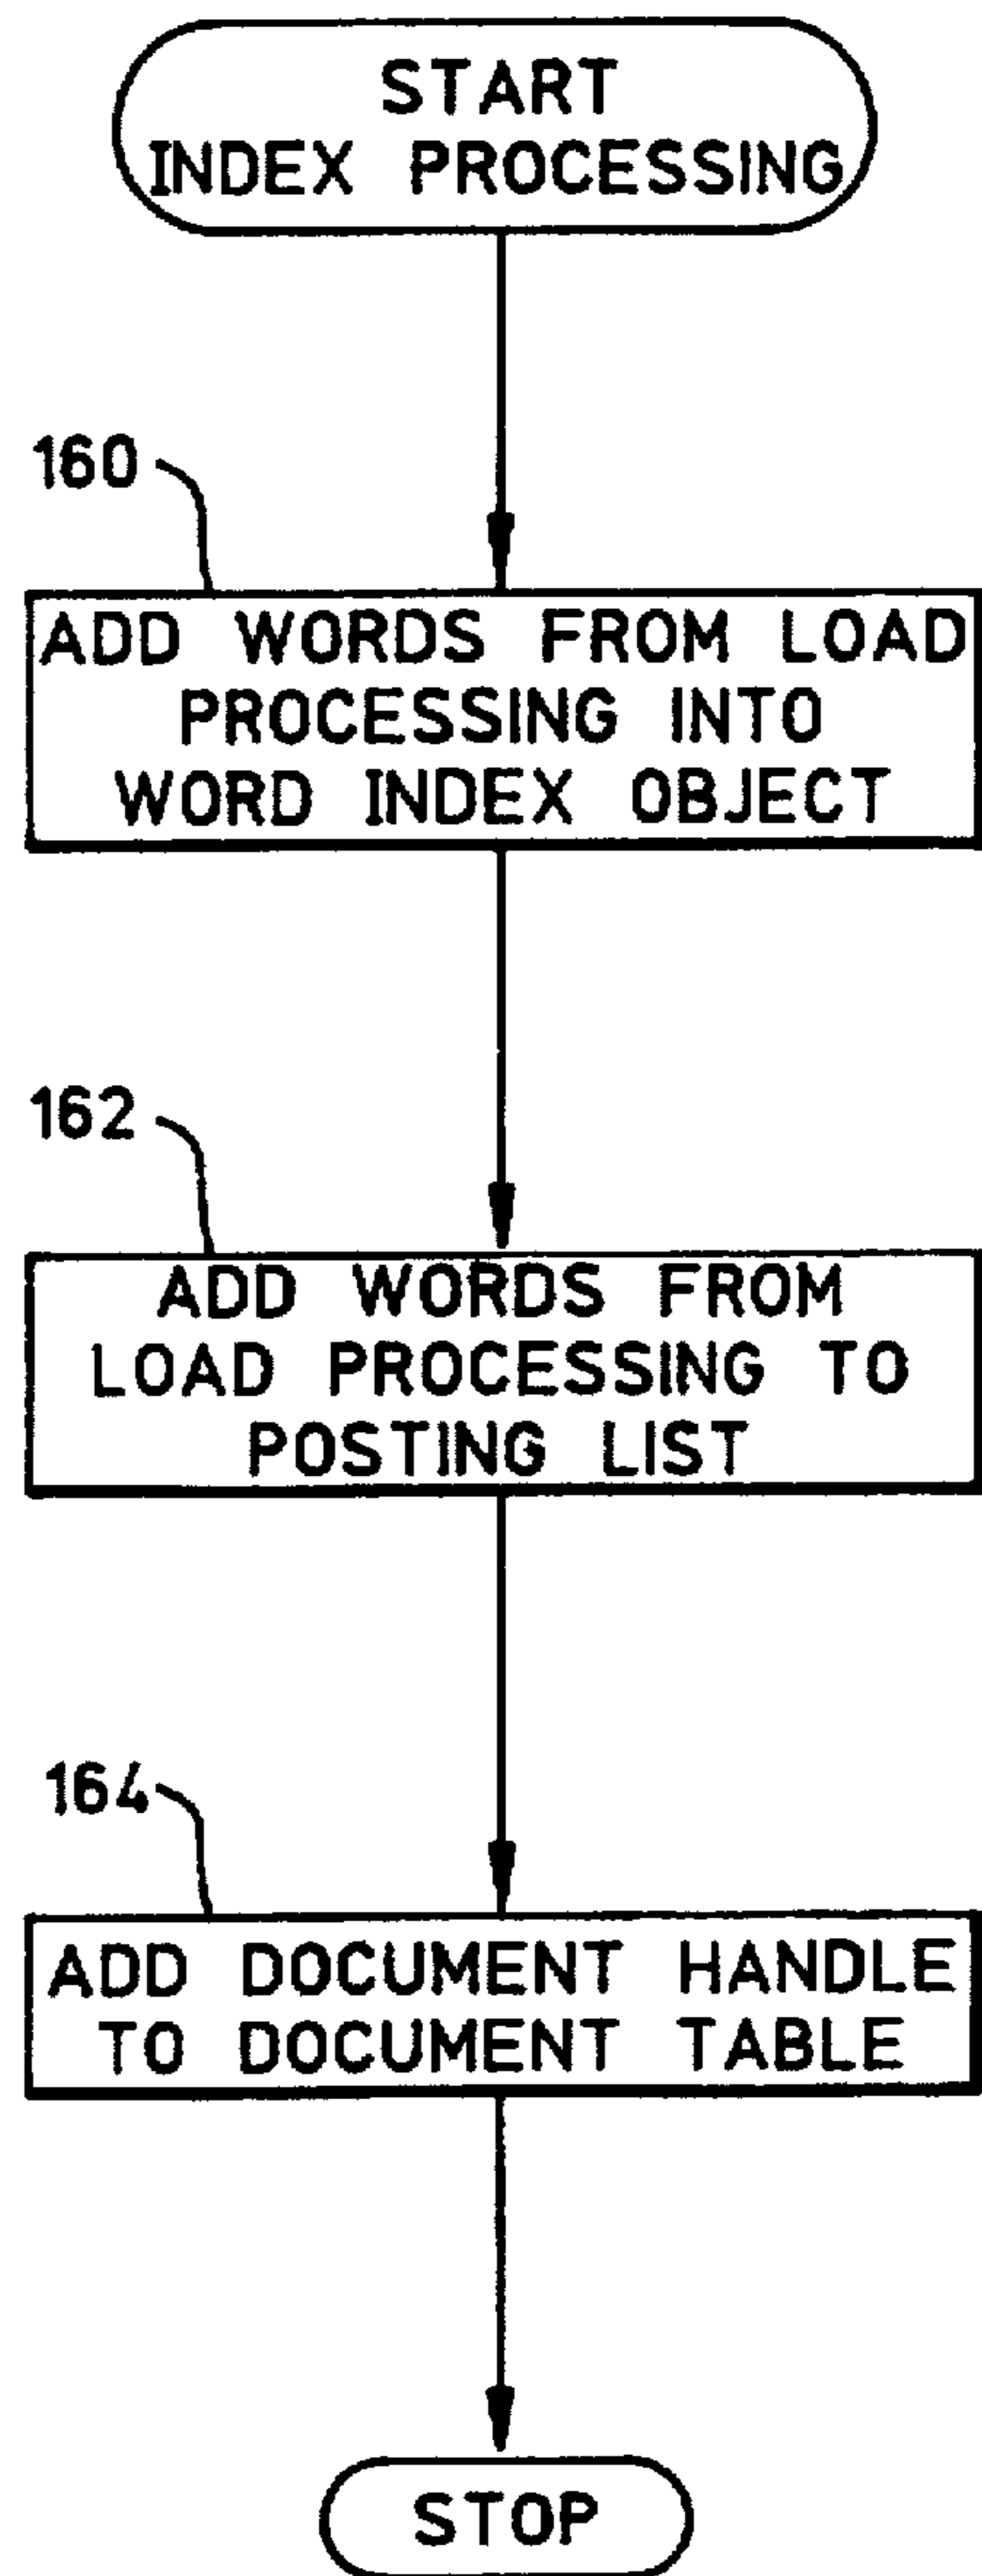 START
INDEX PROCESSING
160
ADD WORDS FROM LOAD
PROCESSING INTO
WORD INDEX OBJECT
162
ADD WORDS FROM
LOAD PROCESSING TO
POSTING LIST
164
ADD DOCUMENT HANDLE
TO DOCUMENT TABLE
STOP